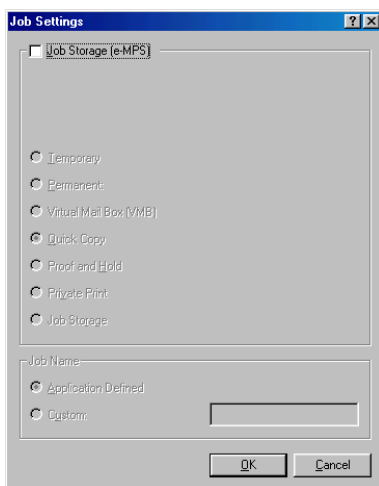 Job Settings
Job Storage (e-MPS)
Temporary
Permanent
Virtual Mail Box (VMB)
Quick Copy
Proof and Hold
Private Print
Job Storage
Job Name
Application Defined
Custom:
OK Cancel